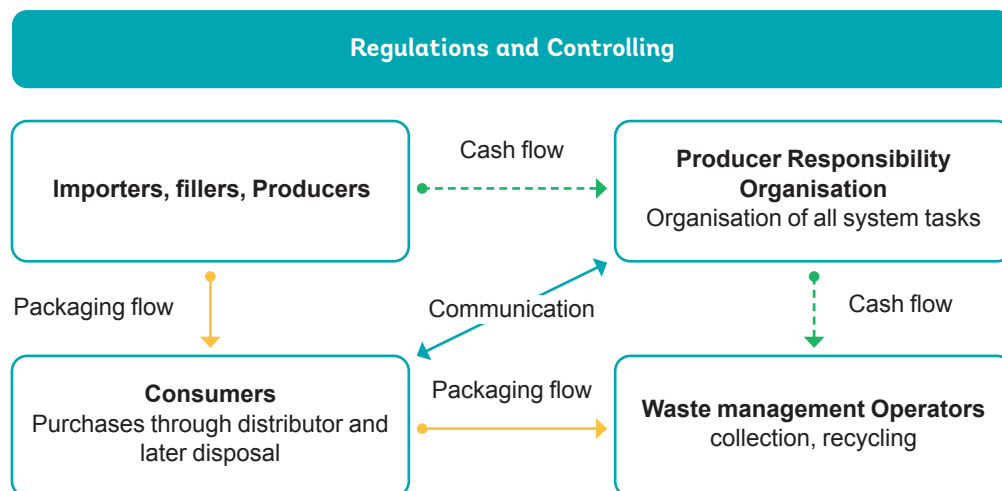 Regulations and Controlling
Importers, fillers, Producers
Cash flow
Producer Responsibility
Organisation
Organisation of all system tasks
Packaging flow
Communication
Cash flow
Consumers
Purchases through distributor and
later disposal
Packaging flow
Waste management Operators
collection, recycling